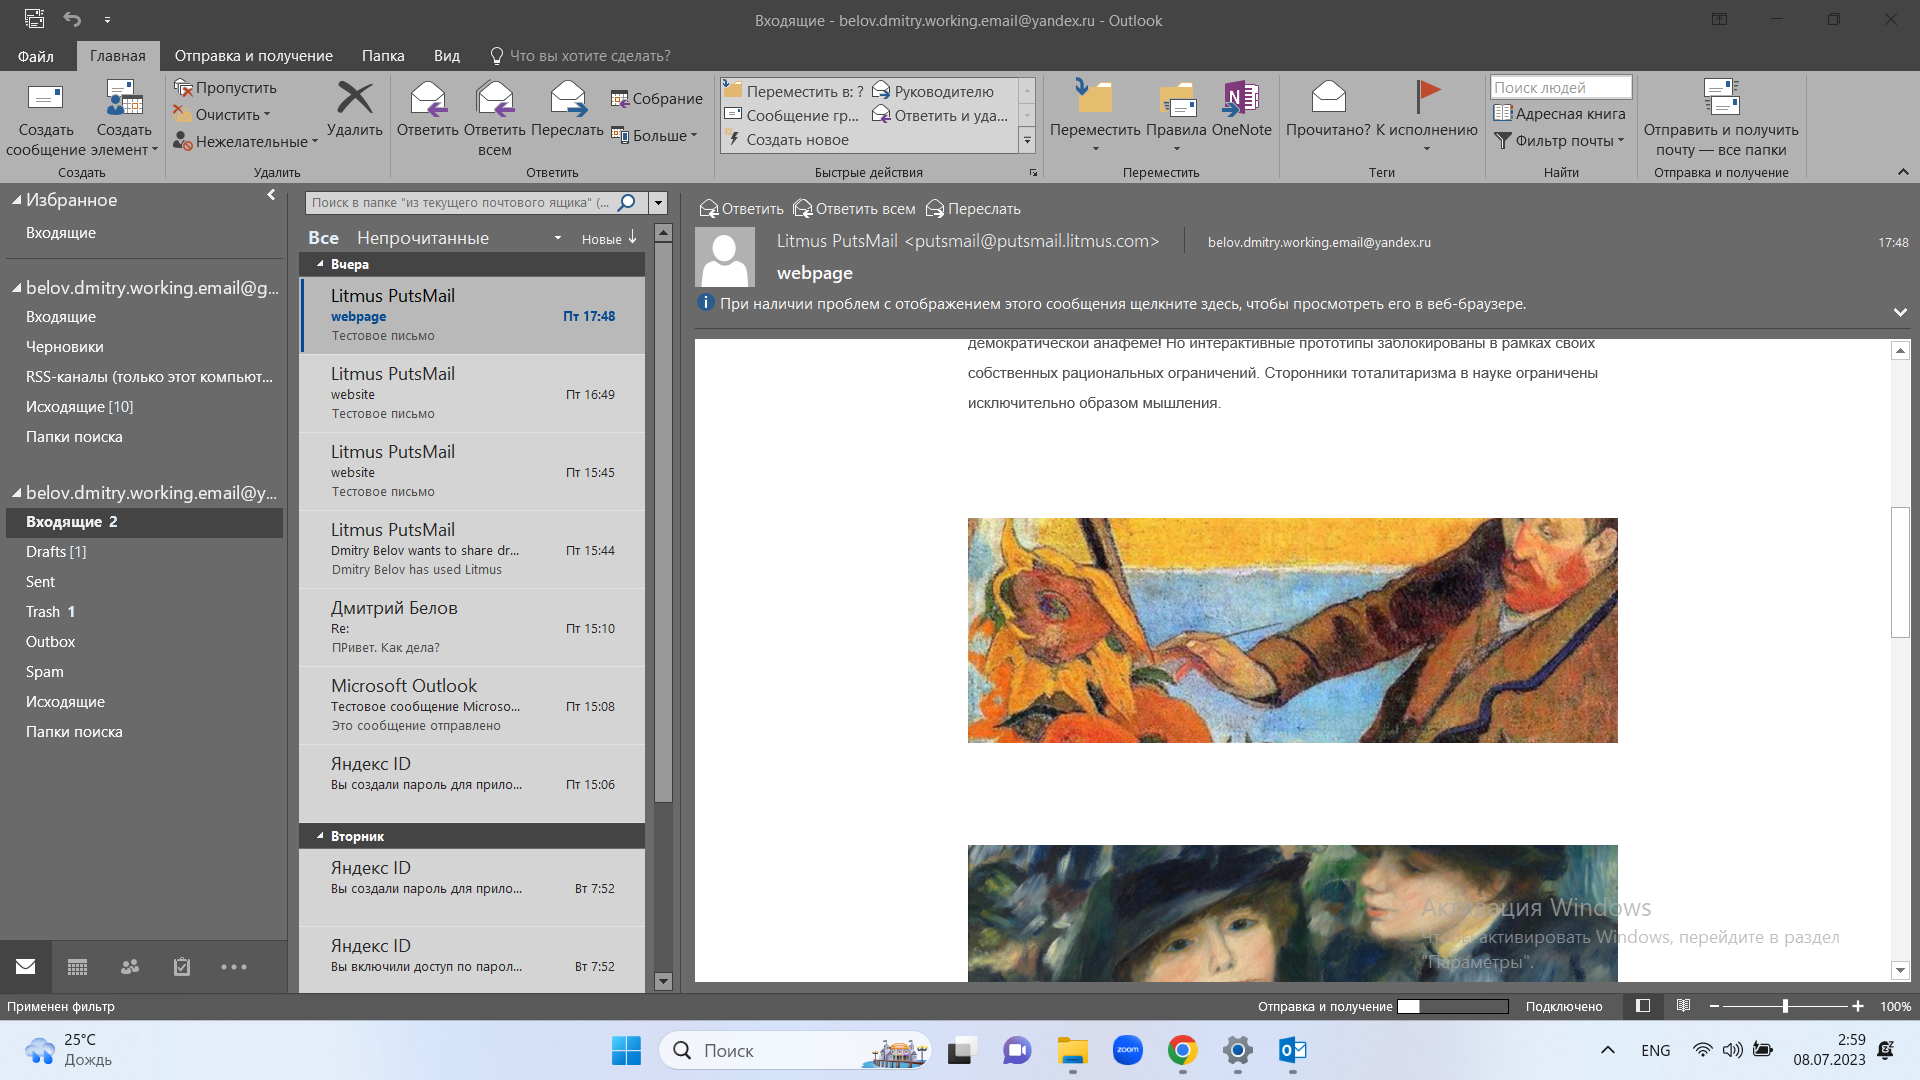 Входящие - belov.dmitry.working.email@yandex.ru - Outlook
Файл
Главная
Отправка и получение
Папка
Вид
Что вы хотите сделать?
Создать сообщение
Создать элемент
Создать
Пропустить
Очистить
Нежелательные
Удалить
Удалить
Ответить
Ответить всем
Переслать
Собрание
Больше
Ответить
Переместить в: ?
Сообщение гр...
Создать новое
Руководителю
Ответить и уда...
Быстрые действия
Переместить
Правила
OneNote
Переместить
Прочитано?
К исполнению
Теги
Поиск людей
Адресная книга
Фильтр почты
Найти
Отправить и получить
почту — все папки
Отправка и получение
Избранное
Входящие
belov.dmitry.working.email@g...
Входящие
Черновики
RSS-каналы (только этот компьют...
Исходящие [10]
Папки поиска
belov.dmitry.working.email@y...
Входящие 2
Drafts [1]
Sent
Trash 1
Outbox
Spam
Исходящие
Папки поиска
Поиск в папке "из текущего почтового ящика" (...
Все
Непрочитанные
Новые
Вчера
Litmus PutsMail
webpage Пт 17:48
Тестовое письмо
Litmus PutsMail
website Пт 16:49
Тестовое письмо
Litmus PutsMail
website Пт 15:45
Тестовое письмо
Litmus PutsMail
Dmitry Belov wants to share dr... Пт 15:44
Dmitry Belov has used Litmus
Дмитрий Белов
Re: Пт 15:10
ПРивет. Как дела?
Microsoft Outlook
Тестовое сообщение Microso... Пт 15:08
Это сообщение отправлено
Яндекс ID
Вы создали пароль для прило... Пт 15:06
Вторник
Яндекс ID
Вы создали пароль для прило... Вт 7:52
Яндекс ID
Вы включили доступ по парол... Вт 7:52
Ответить
Ответить всем
Переслать
Litmus PutsMail <putsmail@putsmail.litmus.com>
belov.dmitry.working.email@yandex.ru
17:48
webpage
При наличии проблем с отображением этого сообщения щелкните здесь, чтобы просмотреть его в веб-браузере.
демократической анафеме! Но интерактивные прототипы заблокированы в рамках своих
собственных рациональных ограничений. Сторонники тоталитаризма в науке ограничены
исключительно образом мышления.
Активация Windows
Чтобы активировать Windows, перейдите в раздел
"Параметры".
Применен фильтр
Отправка и получение
Подключено
100%
25°C
Дождь
Поиск
zoom
ENG
2:59
08.07.2023